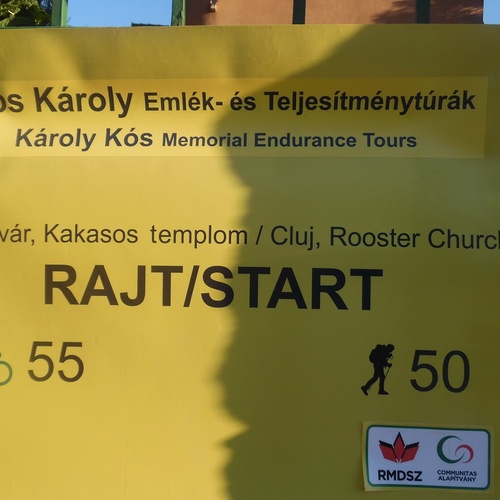 os Károly Emlék- és Teljesítménytúrák
Károly Kós Memorial Endurance Tours
vár, Kakasos templom / Cluj, Rooster Church
RAJT/START
55 50
RMDSZ
COMMUNITAS
ALAPÍTVÁNY